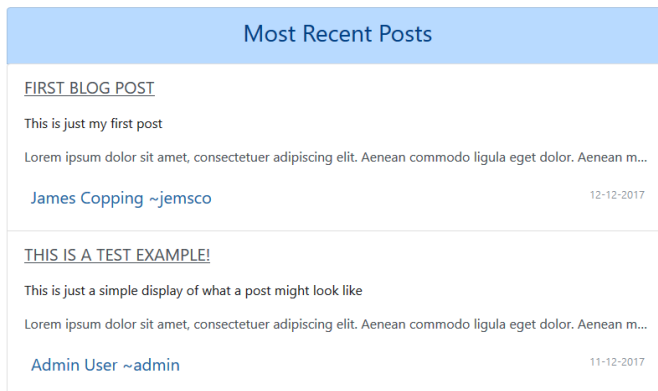 Most Recent Posts
FIRST BLOG POST
This is just my first post
Lorem ipsum dolor sit amet, consectetuer adipiscing elit. Aenean commodo ligula eget dolor. Aenean m...
James Copping ~jemsco
12-12-2017
THIS IS A TEST EXAMPLE!
This is just a simple display of what a post might look like
Lorem ipsum dolor sit amet, consectetuer adipiscing elit. Aenean commodo ligula eget dolor. Aenean m...
Admin User ~admin
11-12-2017